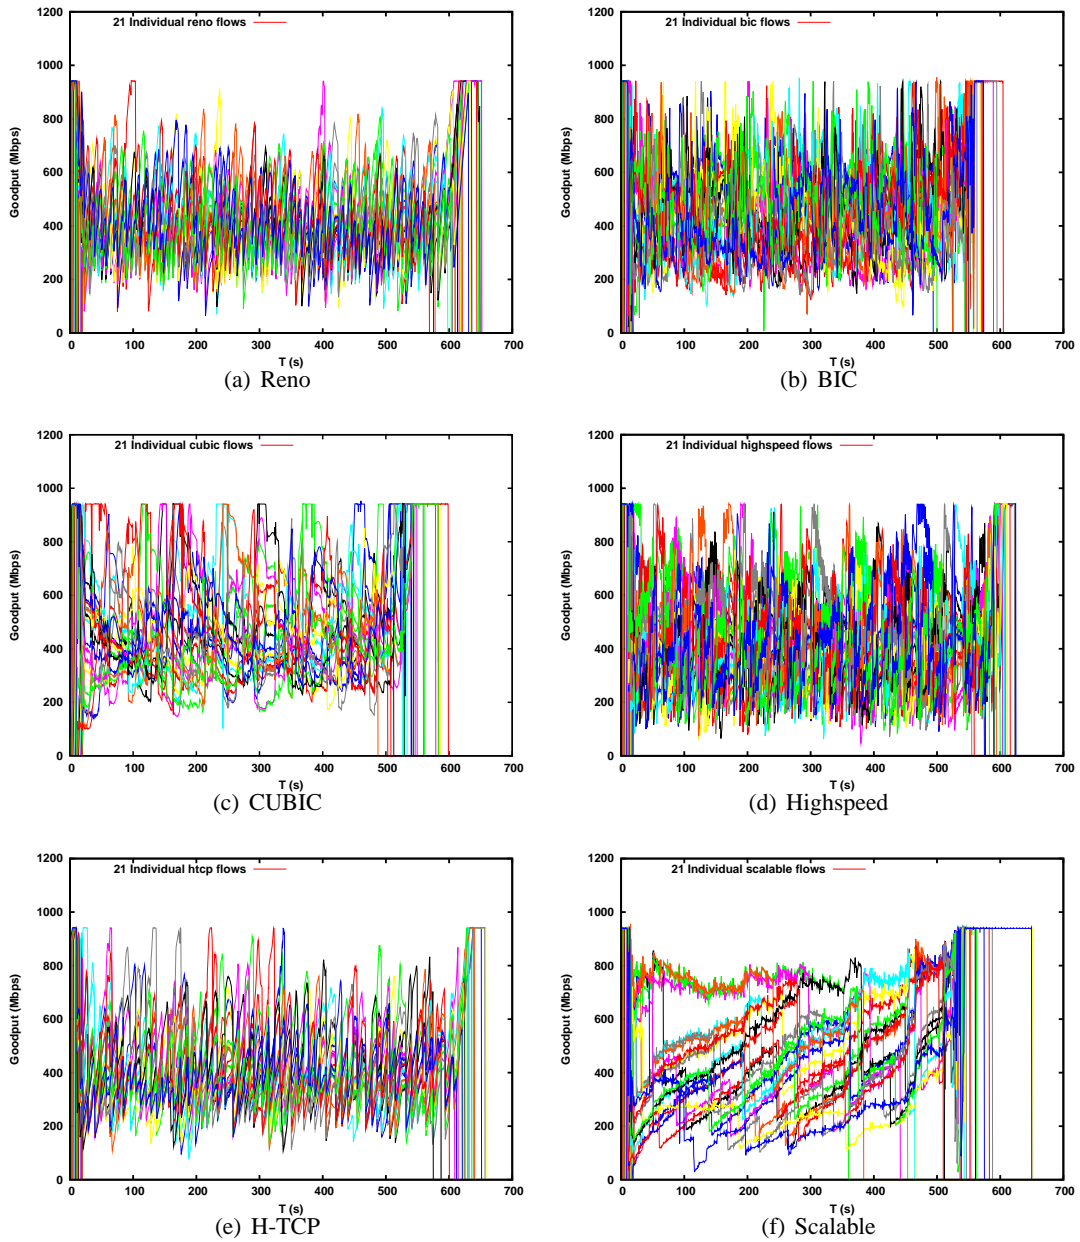 21 Individual reno flows
Goodput (Mbps)
1200
1000
800
600
400
200
0
0 100 200 300 400 500 600 700
T (s)
(a) Reno
21 Individual bic flows
Goodput (Mbps)
1200
1000
800
600
400
200
0
0 100 200 300 400 500 600 700
T (s)
(b) BIC
21 Individual cubic flows
Goodput (Mbps)
1200
1000
800
600
400
200
0
0 100 200 300 400 500 600 700
T (s)
(c) CUBIC
21 Individual highspeed flows
Goodput (Mbps)
1200
1000
800
600
400
200
0
0 100 200 300 400 500 600 700
T (s)
(d) Highspeed
21 Individual htcp flows
Goodput (Mbps)
1200
1000
800
600
400
200
0
0 100 200 300 400 500 600 700
T (s)
(e) H-TCP
21 Individual scalable flows
Goodput (Mbps)
1200
1000
800
600
400
200
0
0 100 200 300 400 500 600 700
T (s)
(f) Scalable